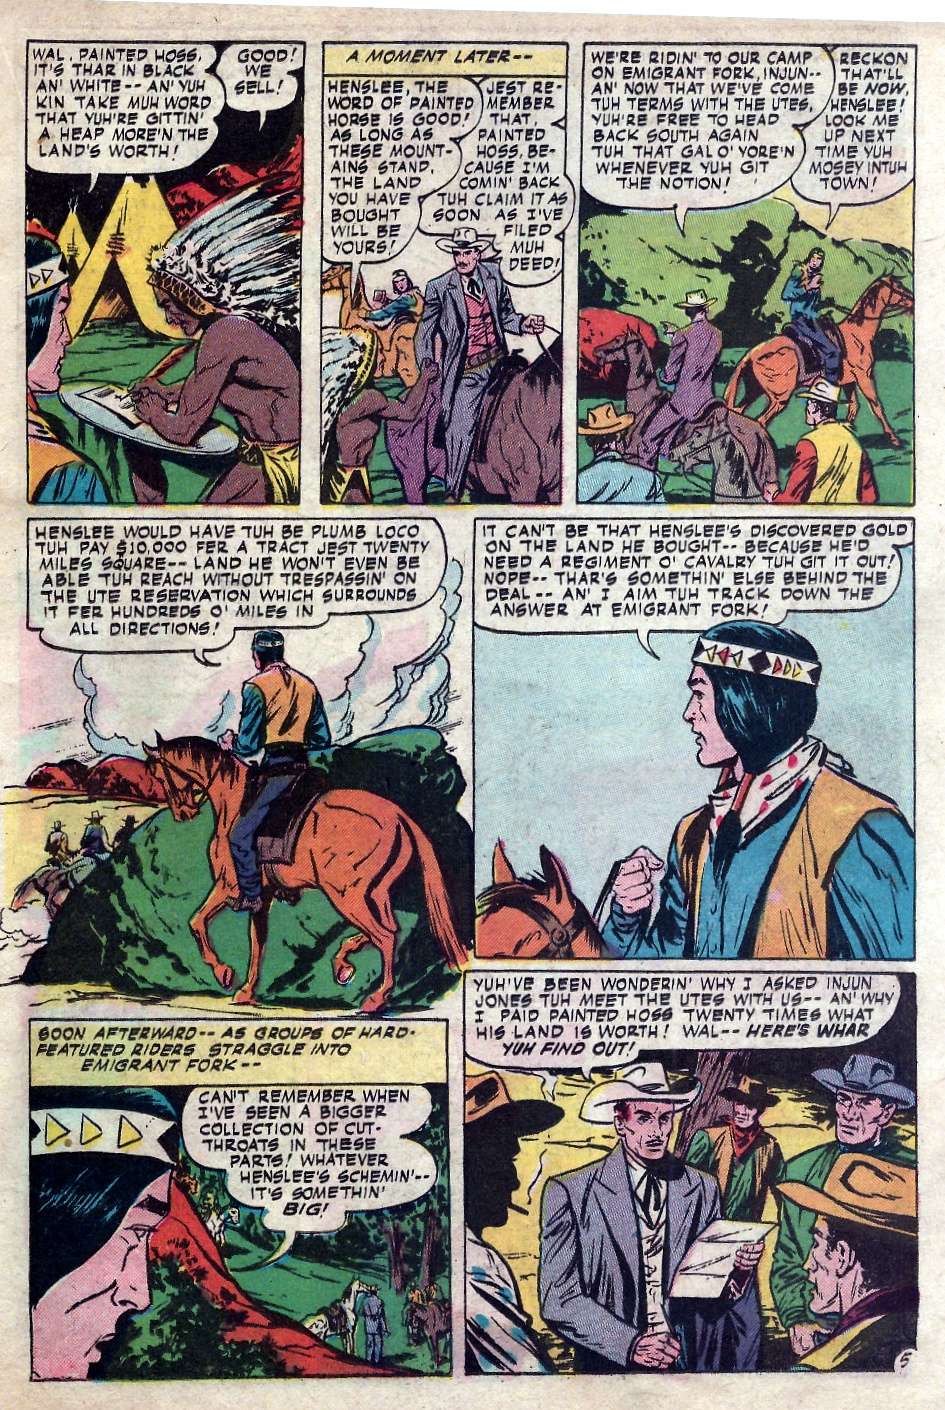 WAL, PAINTED HOSS,
IT'S THAR IN BLACK
AN' WHITE-- AN' YUH
KIN TAKE MUH WORD
THAT YUH'RE GITTIN'
A HEAP MORE'N THE
LAND'S WORTH!
GOOD!
WE
SELL!
A MOMENT LATER--
HENSLEE, THE
WORD OF PAINTED
HORSE IS GOOD!
AS LONG AS
THESE MOUNT-
AINS STAND,
THE LAND
YOU HAVE
BOUGHT
WILL BE
YOURS!
JEST RE-
MEMBER
THAT,
PAINTED
HOSS, BE-
CAUSE I'M
COMIN' BACK
TUH CLAIM IT AS
SOON AS I'VE
FILED
MUH
DEED!
WE'RE RIDIN' TO OUR CAMP
ON EMIGRANT FORK, INJUN--
AN' NOW THAT WE'VE COME
TUH TERMS WITH THE UTES,
YUH'RE FREE TO HEAD
BACK SOUTH AGAIN
TUH THAT GAL O' YORE'N
WHENEVER YUH GIT
THE NOTION!
RECKON
THAT'LL
BE NOW,
HENSLEE!
LOOK ME
UP NEXT
TIME YUH
MOSEY INTUH
TOWN!
HENSLEE WOULD HAVE TUH BE PLUMB LOCO
TUH PAY $10,000 FER A TRACT JEST TWENTY
MILES SQUARE-- LAND HE WON'T EVEN BE
ABLE TUH REACH WITHOUT TRESPASSIN' ON
THE UTE RESERVATION WHICH SURROUNDS
IT FER HUNDREDS O' MILES IN
ALL DIRECTIONS!
IT CAN'T BE THAT HENSLEE'S DISCOVERED GOLD
ON THE LAND HE BOUGHT-- BECAUSE HE'D
NEED A REGIMENT O' CAVALRY TUH GIT IT OUT!
NOPE-- THAR'S SOMETHIN' ELSE BEHIND THE
DEAL-- AN' I AIM TUH TRACK DOWN THE
ANSWER AT EMIGRANT FORK!
SOON AFTERWARD-- AS GROUPS OF HARD-
FEATURED RIDERS STRAGGLE INTO
EMIGRANT FORK--
CAN'T REMEMBER WHEN
I'VE SEEN A BIGGER
COLLECTION OF CUT-
THROATS IN THESE
PARTS! WHATEVER
HENSLEE'S SCHEMIN'--
IT'S SOMETHIN'
BIG!
YUH'VE BEEN WONDERIN' WHY I ASKED INJUN
JONES TUH MEET THE UTES WITH US-- AN' WHY
I PAID PAINTED HOSS TWENTY TIMES WHAT
HIS LAND IS WORTH! WAL-- HERE'S WHAR
YUH FIND OUT!
5